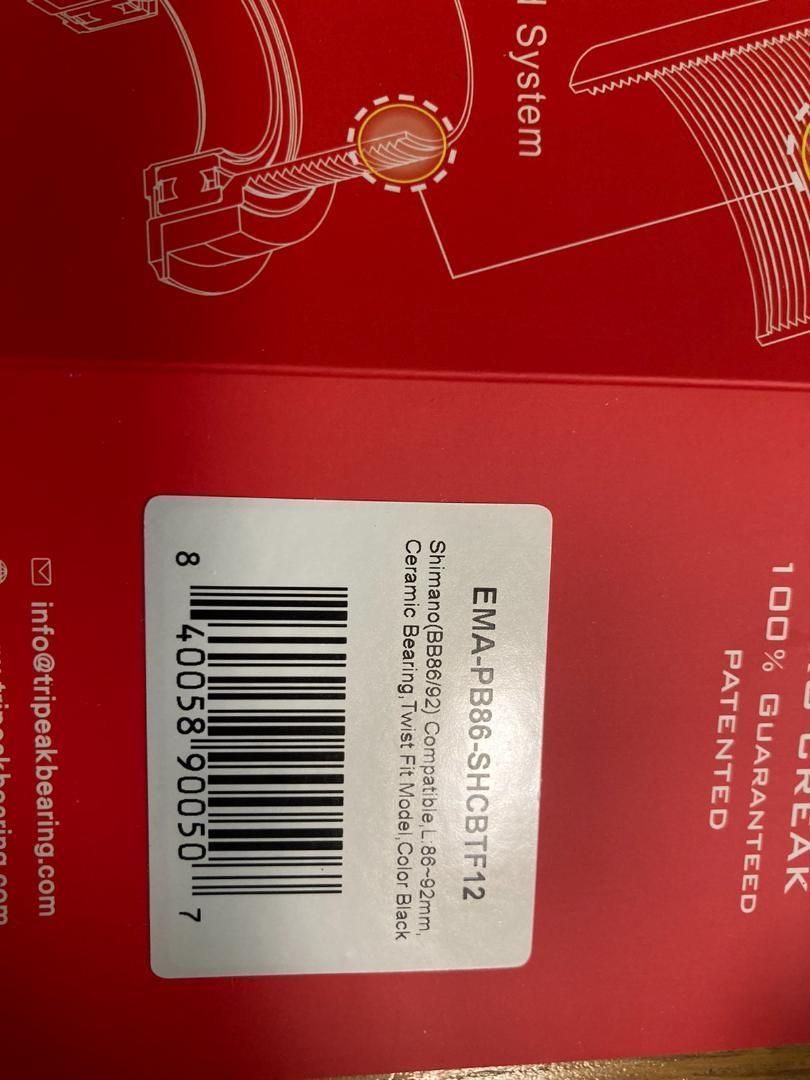 System
CREAK
100% GUARANTEED
PATENTED
EMA-PB86-SHCBTF12
Shimano(BB86/92) Compatible,L:86~92mm,
Ceramic Bearing,Twist Fit Model,Color Black
8 40058 90050 7
info@tripeakbearing.com